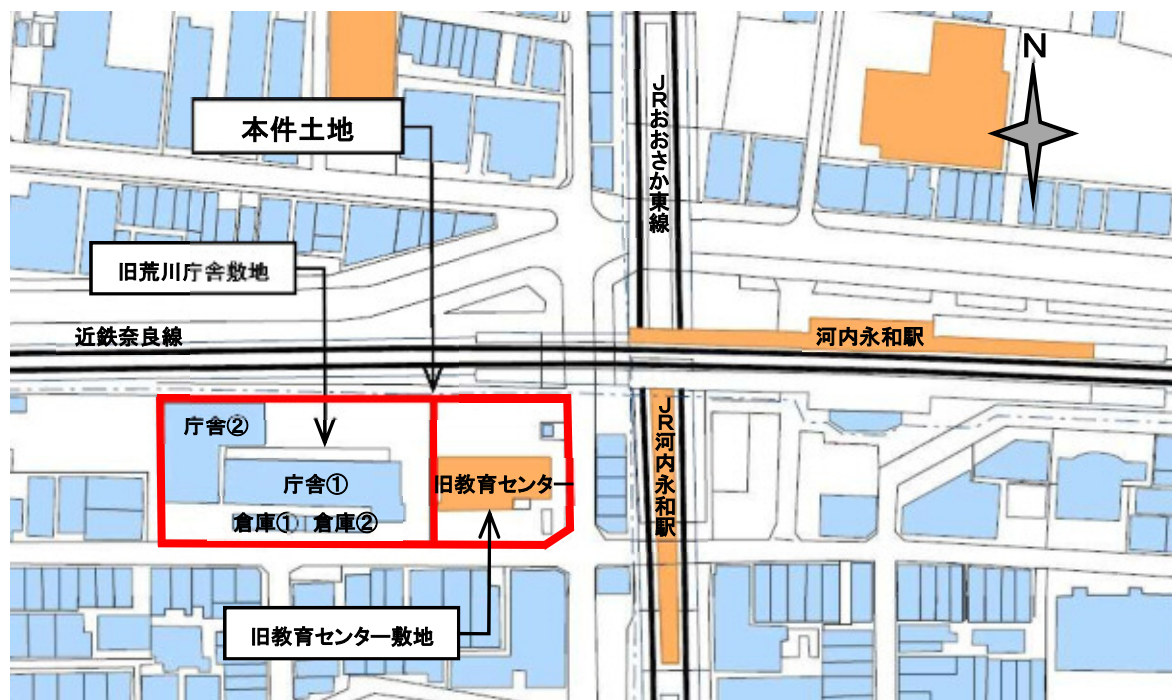 N
JRおおさか東線
本件土地
旧荒川庁舎敷地
近鉄奈良線
河内永和駅
庁舎②
庁舎①
倉庫① 倉庫②
旧教育センター
JR河内永和駅
旧教育センター敷地